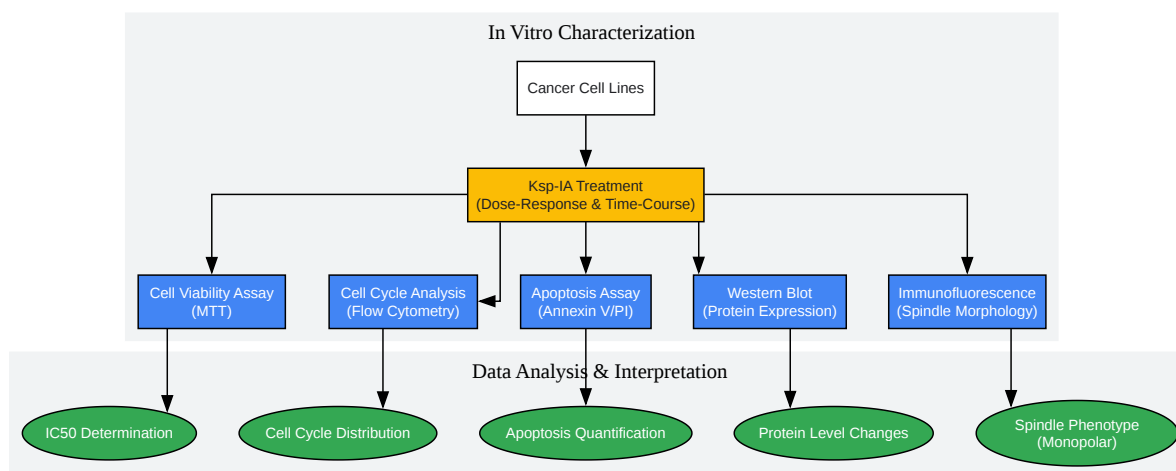 In Vitro Characterization
Cancer Cell Lines
Ksp-IA Treatment
(Dose-Response & Time-Course)
Cell Viability Assay
(MTT)
Cell Cycle Analysis
(Flow Cytometry)
Apoptosis Assay
(Annexin V/PI)
Western Blot
(Protein Expression)
Immunofluorescence
(Spindle Morphology)
Data Analysis & Interpretation
IC50 Determination
Cell Cycle Distribution
Apoptosis Quantification
Protein Level Changes
Spindle Phenotype
(Monopolar)